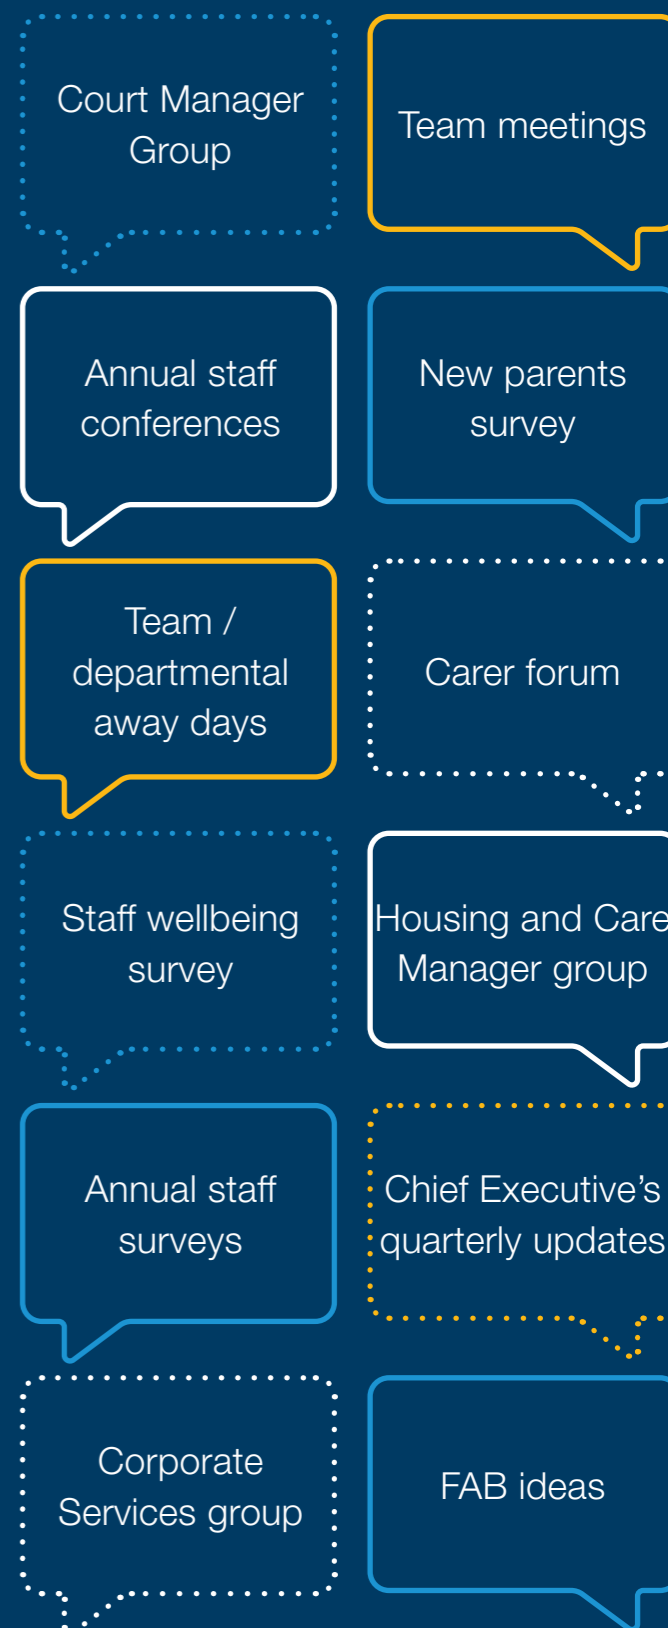 Court Manager
Group
Team meetings
Annual staff
conferences
New parents
survey
Team /
departmental
away days
Carer forum
Staff wellbeing
survey
Housing and Care
Manager group
Annual staff
surveys
Chief Executive’s
quarterly updates
Corporate
Services group
FAB ideas